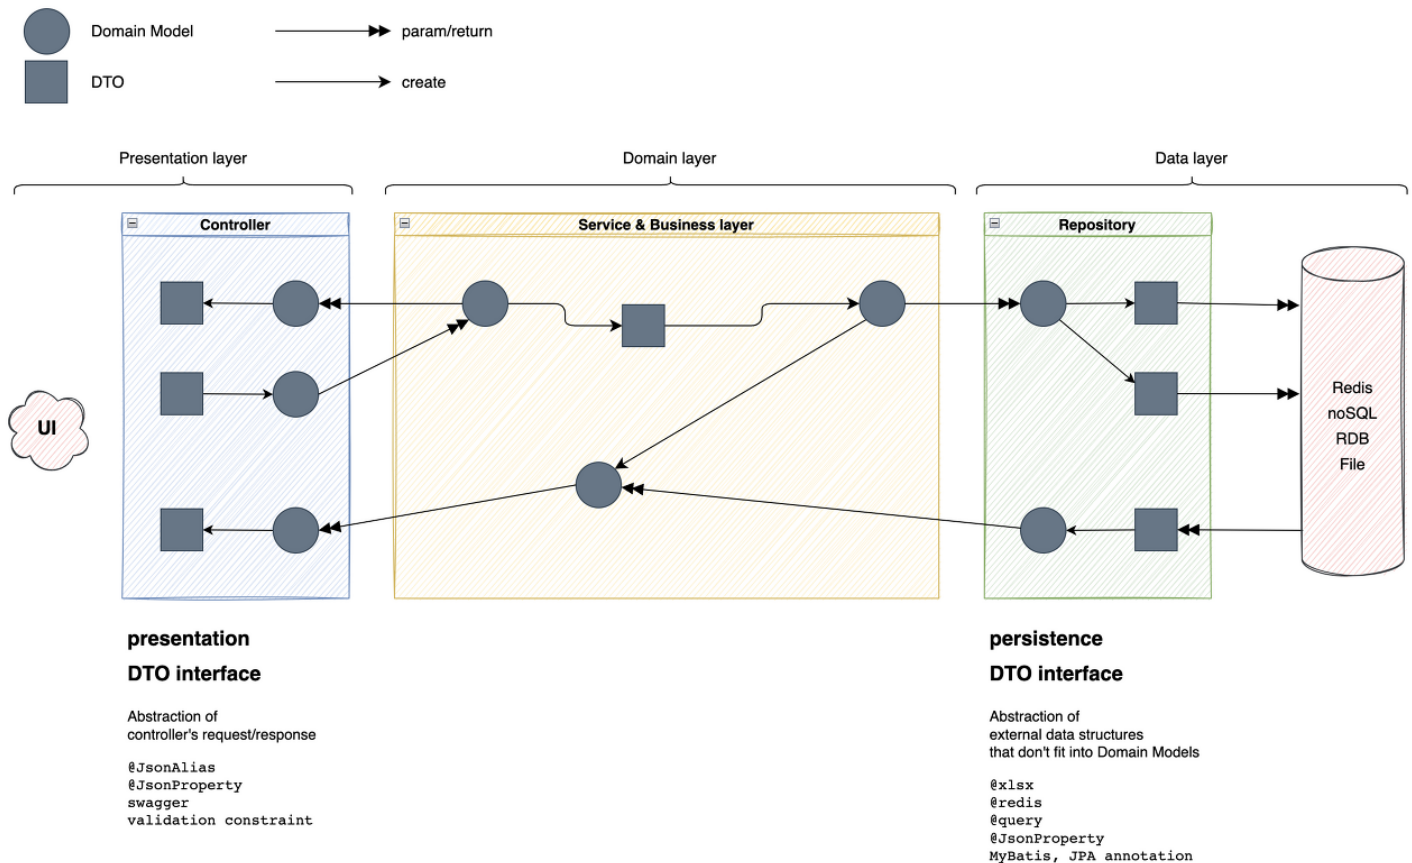 Domain Model
param/return
DTO
create
Presentation layer
Domain layer
Data layer
Controller
Service & Business layer
Repository
UI
Redis
noSQL
RDB
File
presentation
DTO interface
Abstraction of
controller's request/response
@JsonAlias
@JsonProperty
swagger
validation constraint
persistence
DTO interface
Abstraction of
external data structures
that don't fit into Domain Models
@xlsx
@redis
@query
@JsonProperty
MyBatis, JPA annotation